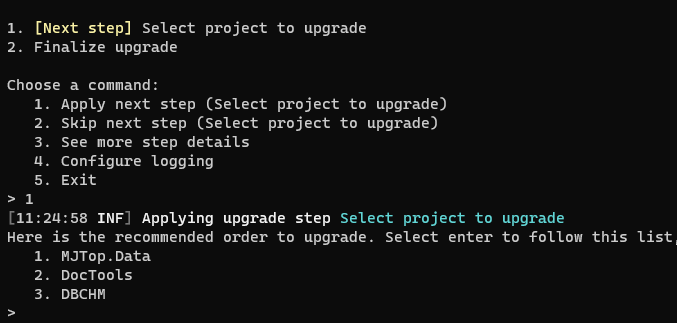 1. [Next step] Select project to upgrade
2. Finalize upgrade
Choose a command:
1. Apply next step (Select project to upgrade)
2. Skip next step (Select project to upgrade)
3. See more step details
4. Configure logging
5. Exit
> 1
[11:24:58 INF] Applying upgrade step Select project to upgrade
Here is the recommended order to upgrade. Select enter to follow this list,
1. MJTop.Data
2. DocTools
3. DBCHM
>